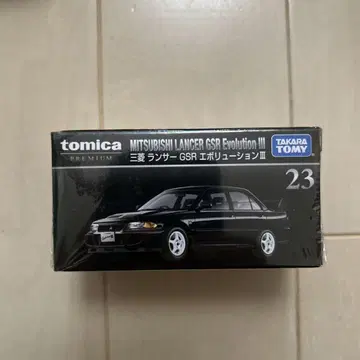 tomica
PREMIUM
MITSUBISHI LANCER GSR Evolution III
三菱 ランサー GSR エボリューションIII
TAKARA
TOMY
23